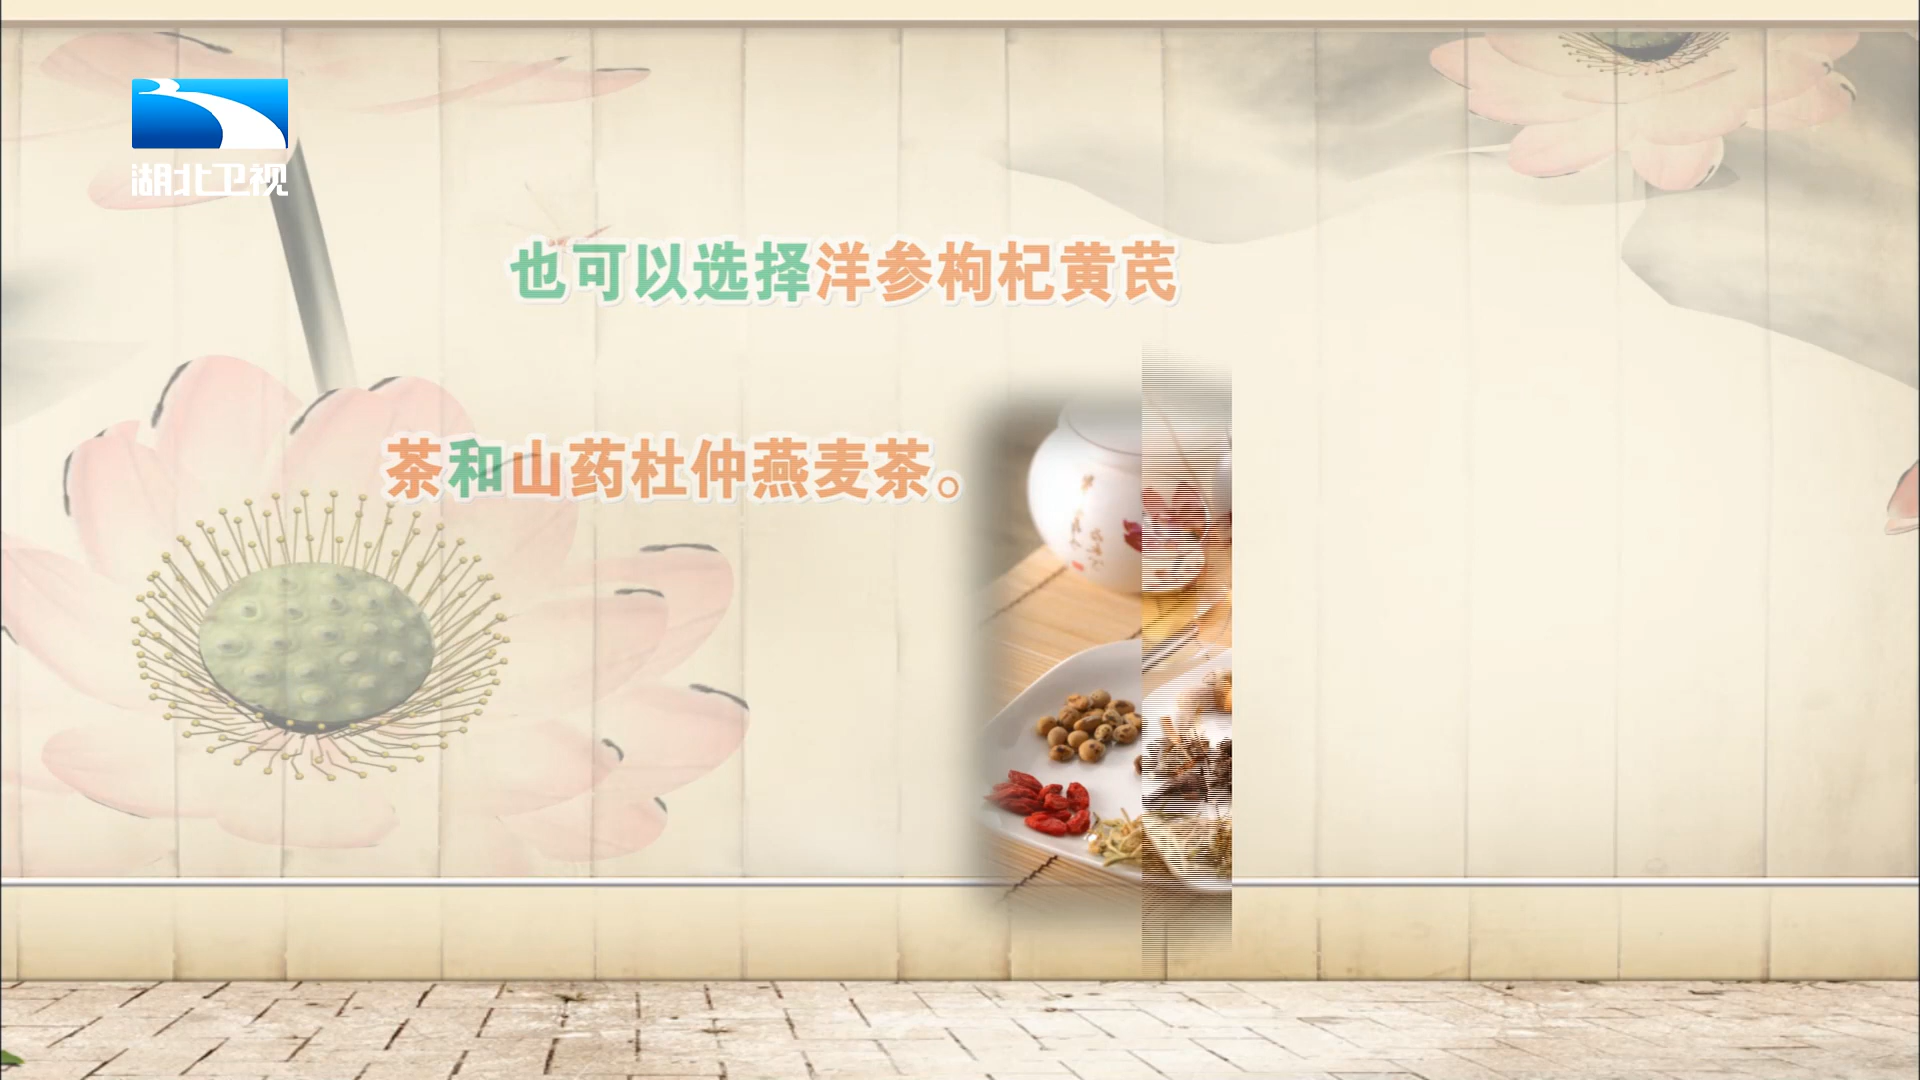 湖北卫视
也可以选择洋参枸杞黄芪
茶和山药杜仲燕麦茶。